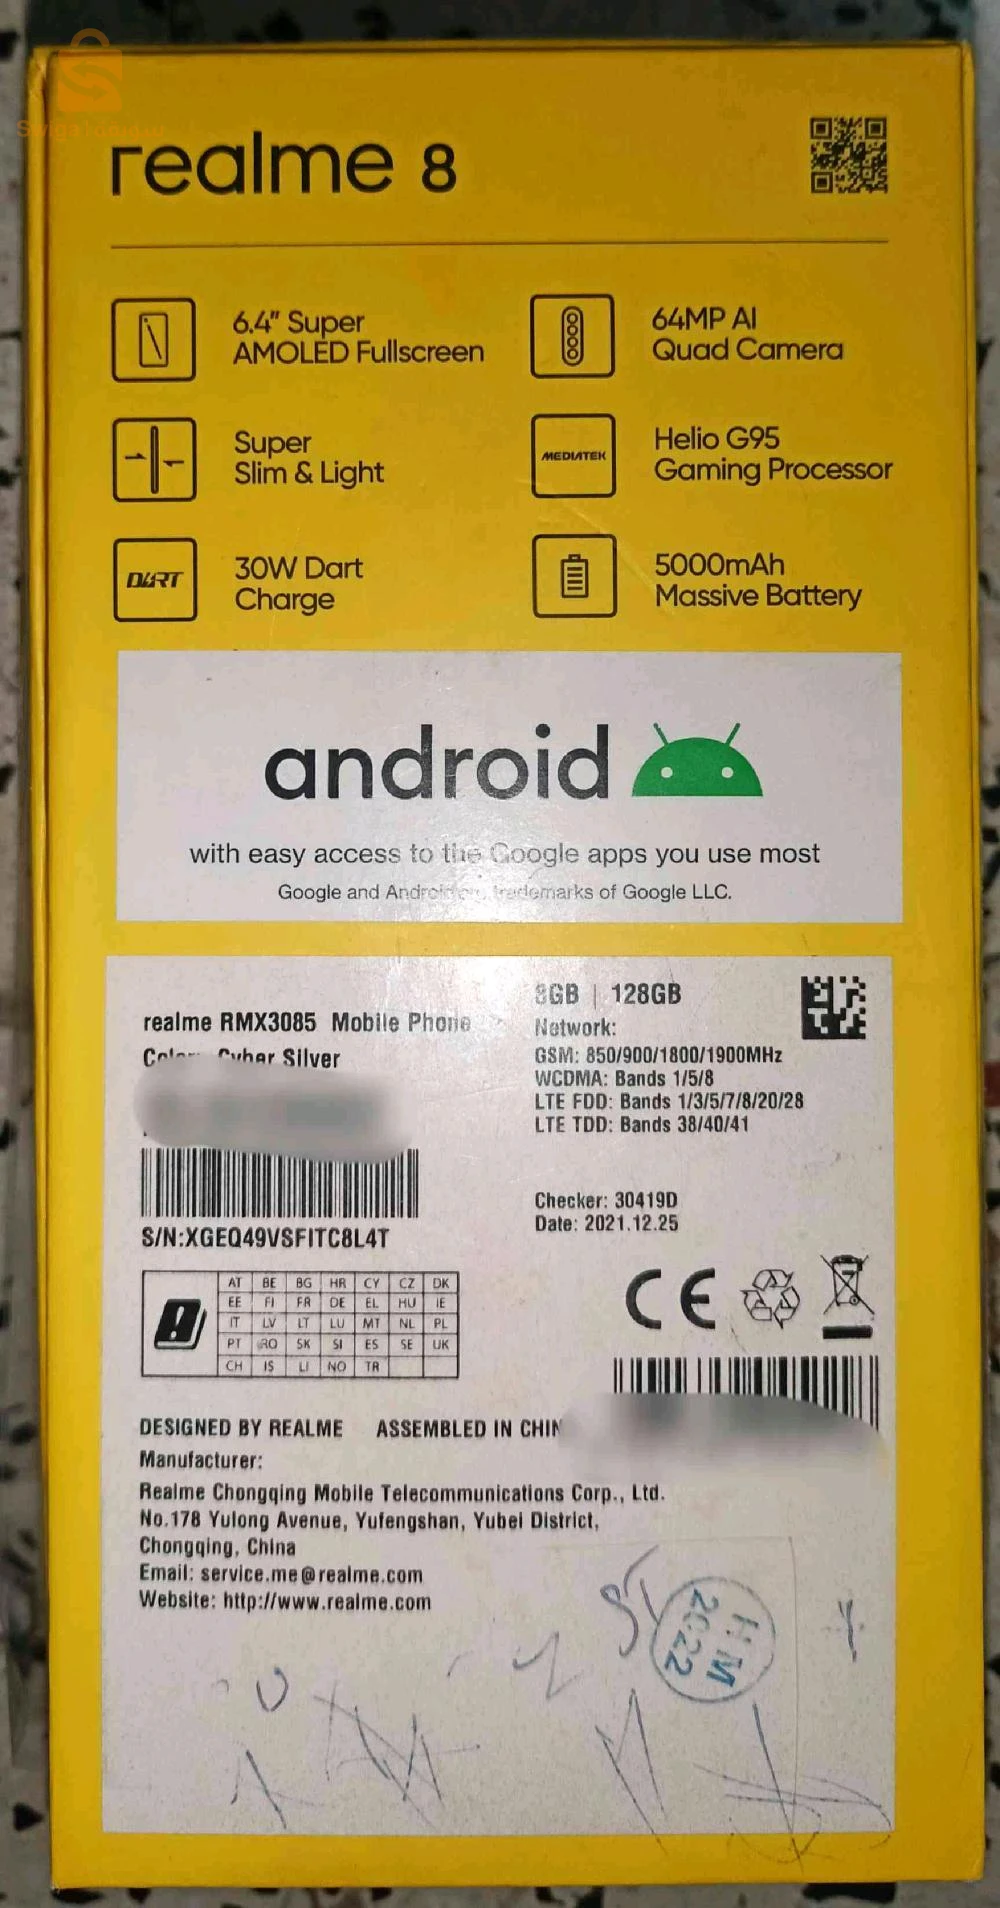 realme 8
6.4" Super
AMOLED Fullscreen
64MP AI
Quad Camera
Super
Slim & Light
MEDIATEK
Helio G95
Gaming Processor
DART
30W Dart
Charge
5000mAh
Massive Battery
android
with easy access to the Google apps you use most
Google and Android trademarks of Google LLC.
realme RMX3085 Mobile Phone
Color: Cyber Silver
8GB | 128GB
Network:
GSM: 850/900/1800/1900MHz
WCDMA: Bands 1/5/8
LTE FDD: Bands 1/3/5/7/8/20/28
LTE TDD: Bands 38/40/41
S/N:XGEQ49VSFITC8L4T
Checker: 30419D
Date: 2021.12.25
AT BE BG HR CY CZ DK
EE FI FR DE EL HU IE
IT LV LT LU MT NL PL
PT RO SK SI ES SE UK
CH IS LI NO TR
CE
DESIGNED BY REALME ASSEMBLED IN CHIN
Manufacturer:
Realme Chongqing Mobile Telecommunications Corp., Ltd.
No.178 Yulong Avenue, Yufengshan, Yubei District,
Chongqing, China
Email: service.me@realme.com
Website: http://www.realme.com
H.M
2022